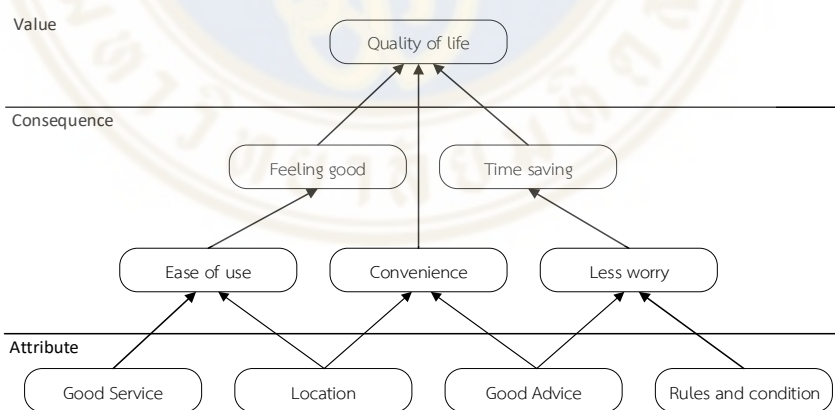 Value
Quality of life
Consequence
Feeling good
Time saving
Ease of use
Convenience
Less worry
Attribute
Good Service
Location
Good Advice
Rules and condition